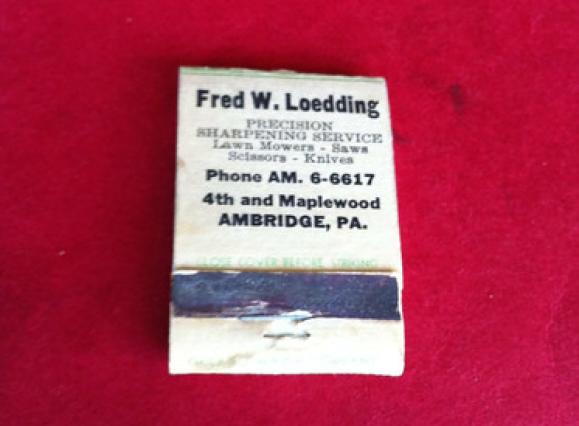 Fred W. Loedding
PRECISION
SHARPENING SERVICE
Lawn Mowers - Saws
Scissors - Knives
Phone AM. 6-6617
4th and Maplewood
AMBRIDGE, PA.
CLOSE COVER BEFORE STRIKING